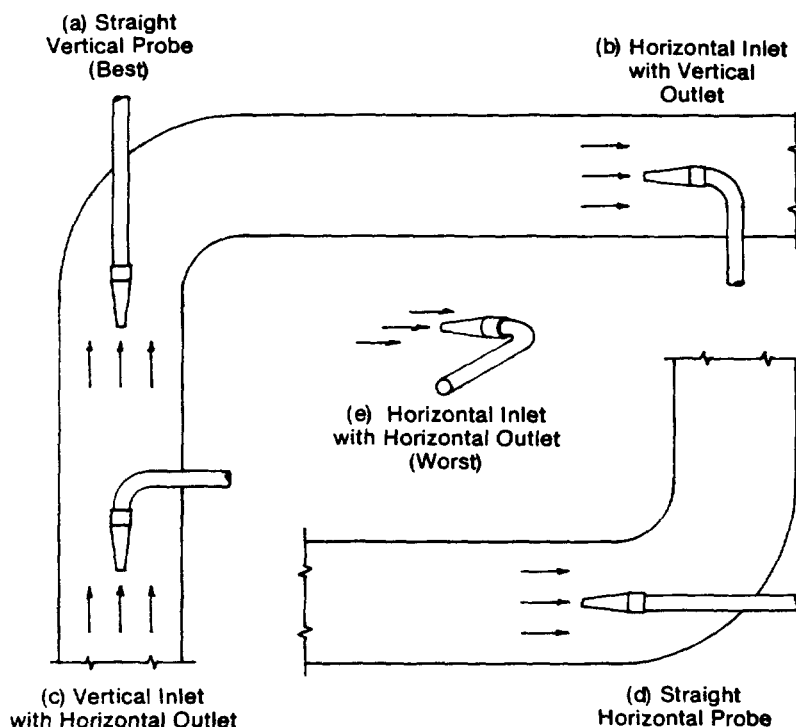 (a) Straight
Vertical Probe
(Best)
(b) Horizontal Inlet
with Vertical
Outlet
(e) Horizontal Inlet
with Horizontal Outlet
(Worst)
(c) Vertical Inlet
with Horizontal Outlet
(d) Straight
Horizontal Probe